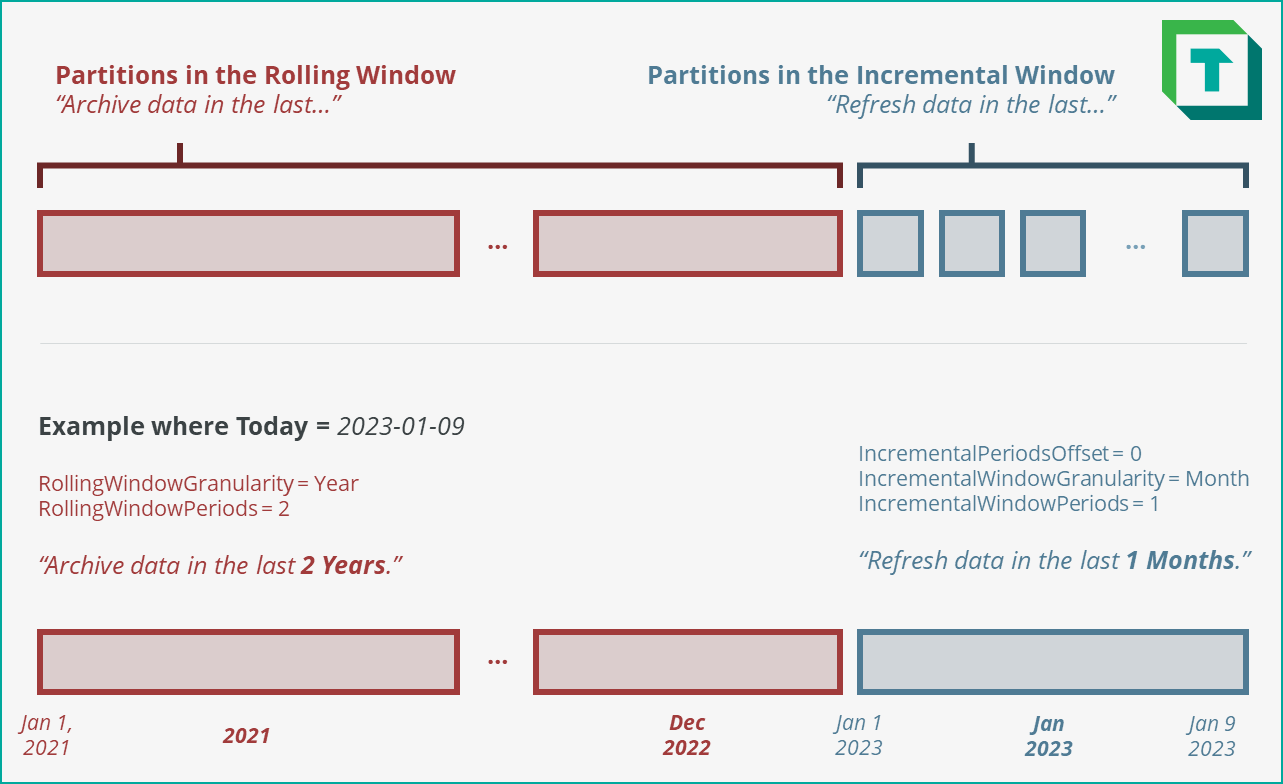 Partitions in the Rolling Window
“Archive data in the last...”
Partitions in the Incremental Window
“Refresh data in the last...”
T
...
...
Example where Today = 2023-01-09
RollingWindowGranularity = Year
RollingWindowPeriods = 2
“Archive data in the last 2 Years.”
IncrementalPeriodsOffset = 0
IncrementalWindowGranularity = Month
IncrementalWindowPeriods = 1
“Refresh data in the last 1 Months.”
...
Jan 1,
2021
2021
Dec
2022
Jan 1
2023
Jan
2023
Jan 9
2023